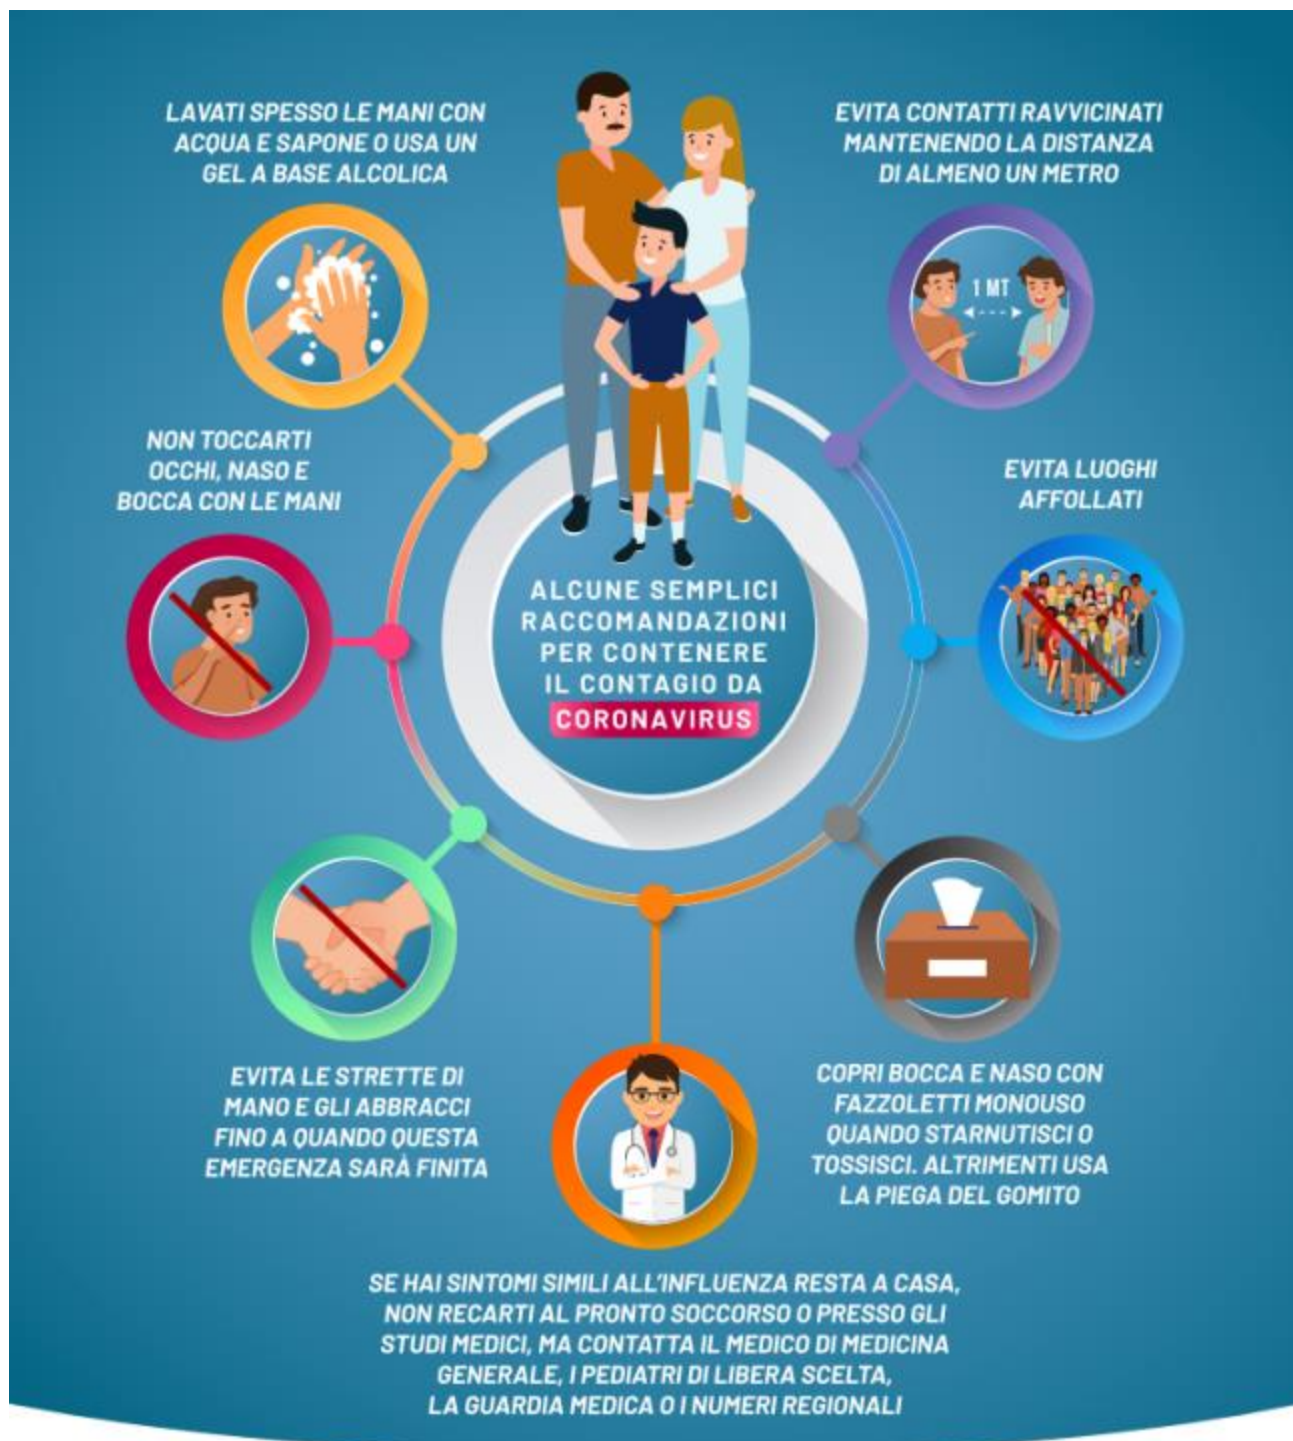 LAVATI SPESSO LE MANI CON
ACQUA E SAPONE O USA UN
GEL A BASE ALCOLICA
EVITA CONTATTI RAVVICINATI
MANTENENDO LA DISTANZA
DI ALMENO UN METRO
1 MT
NON TOCCARTI
OCCHI, NASO E
BOCCA CON LE MANI
EVITA LUOGHI
AFFOLLATI
ALCUNE SEMPLICI
RACCOMANDAZIONI
PER CONTENERE
IL CONTAGIO DA
CORONAVIRUS
EVITA LE STRETTE DI
MANO E GLI ABBRACCI
FINO A QUANDO QUESTA
EMERGENZA SARÀ FINITA
COPRI BOCCA E NASO CON
FAZZOLETTI MONOUSO
QUANDO STARNUTISCI O
TOSSISCI. ALTRIMENTI USA
LA PIEGA DEL GOMITO
SE HAI SINTOMI SIMILI ALL'INFLUENZA RESTA A CASA,
NON RECARTI AL PRONTO SOCCORSO O PRESSO GLI
STUDI MEDICI, MA CONTATTA IL MEDICO DI MEDICINA
GENERALE, I PEDIATRI DI LIBERA SCELTA,
LA GUARDIA MEDICA O I NUMERI REGIONALI